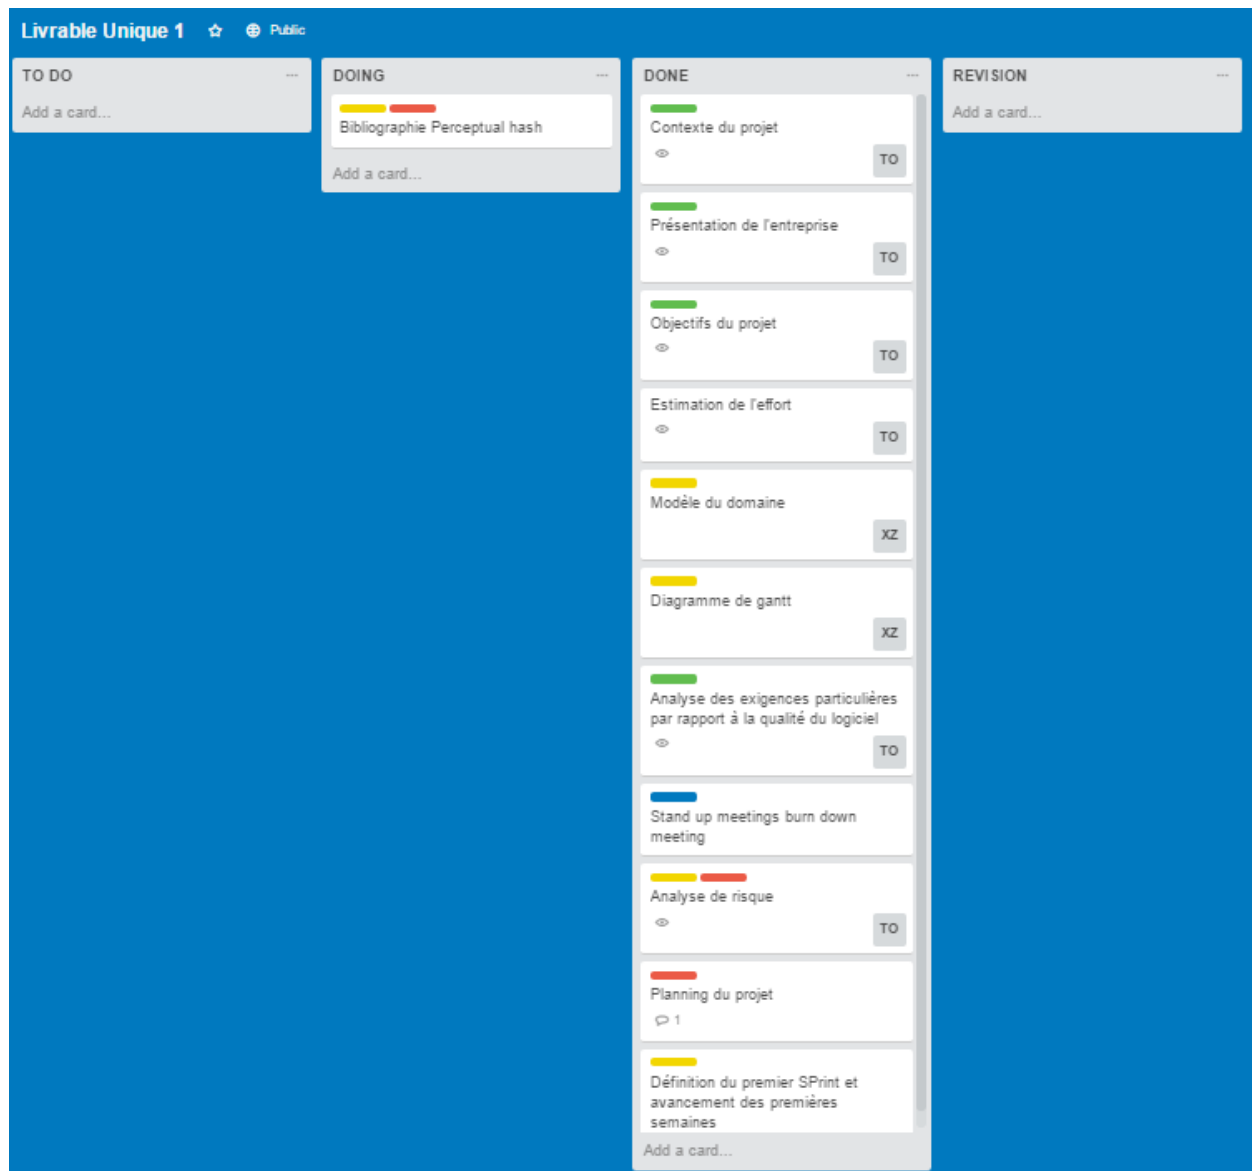 Livrable Unique 1 Public
TO DO
Add a card...
DOING
Bibliographie Perceptual hash
Add a card...
DONE
Contexte du projet
TO
Présentation de l'entreprise
TO
Objectifs du projet
TO
Estimation de l'effort
TO
Modèle du domaine
XZ
Diagramme de gantt
XZ
Analyse des exigences particulières
par rapport à la qualité du logiciel
TO
Stand up meetings burn down
meeting
Analyse de risque
TO
Planning du projet
1
Définition du premier SPrint et
avancement des premières
semaines
Add a card...
REVISION
Add a card...